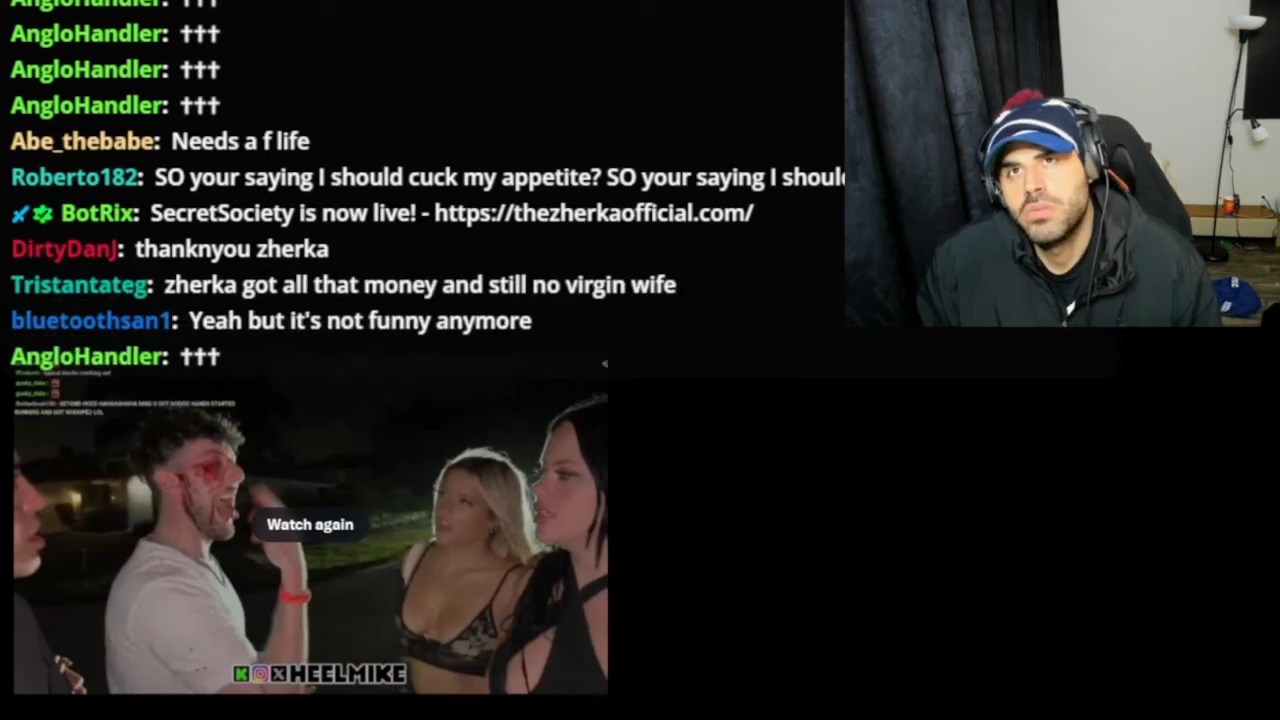 AngloHandler: †††
AngloHandler: †††
AngloHandler: †††
AngloHandler: †††
Abe_thebabe: Needs a f life
Roberto182: SO your saying I should cuck my appetite? SO your saying I should
BotRix: SecretSociety is now live! - https://thezherkaofficial.com/
DirtyDanJ: thanknyou zherka
Tristantateg: zherka got all that money and still no virgin wife
bluetoothsan1: Yeah but it's not funny anymore
AngloHandler: †††
Watch again
HEELMIKE